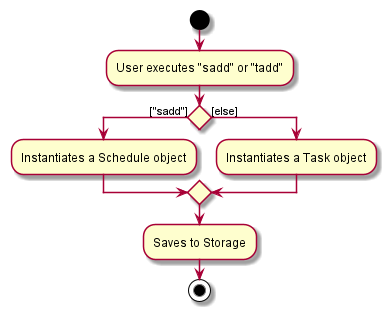 User executes "sadd" or "tadd"
["sadd"]
[else]
Instantiates a Schedule object
Instantiates a Task object
Saves to Storage